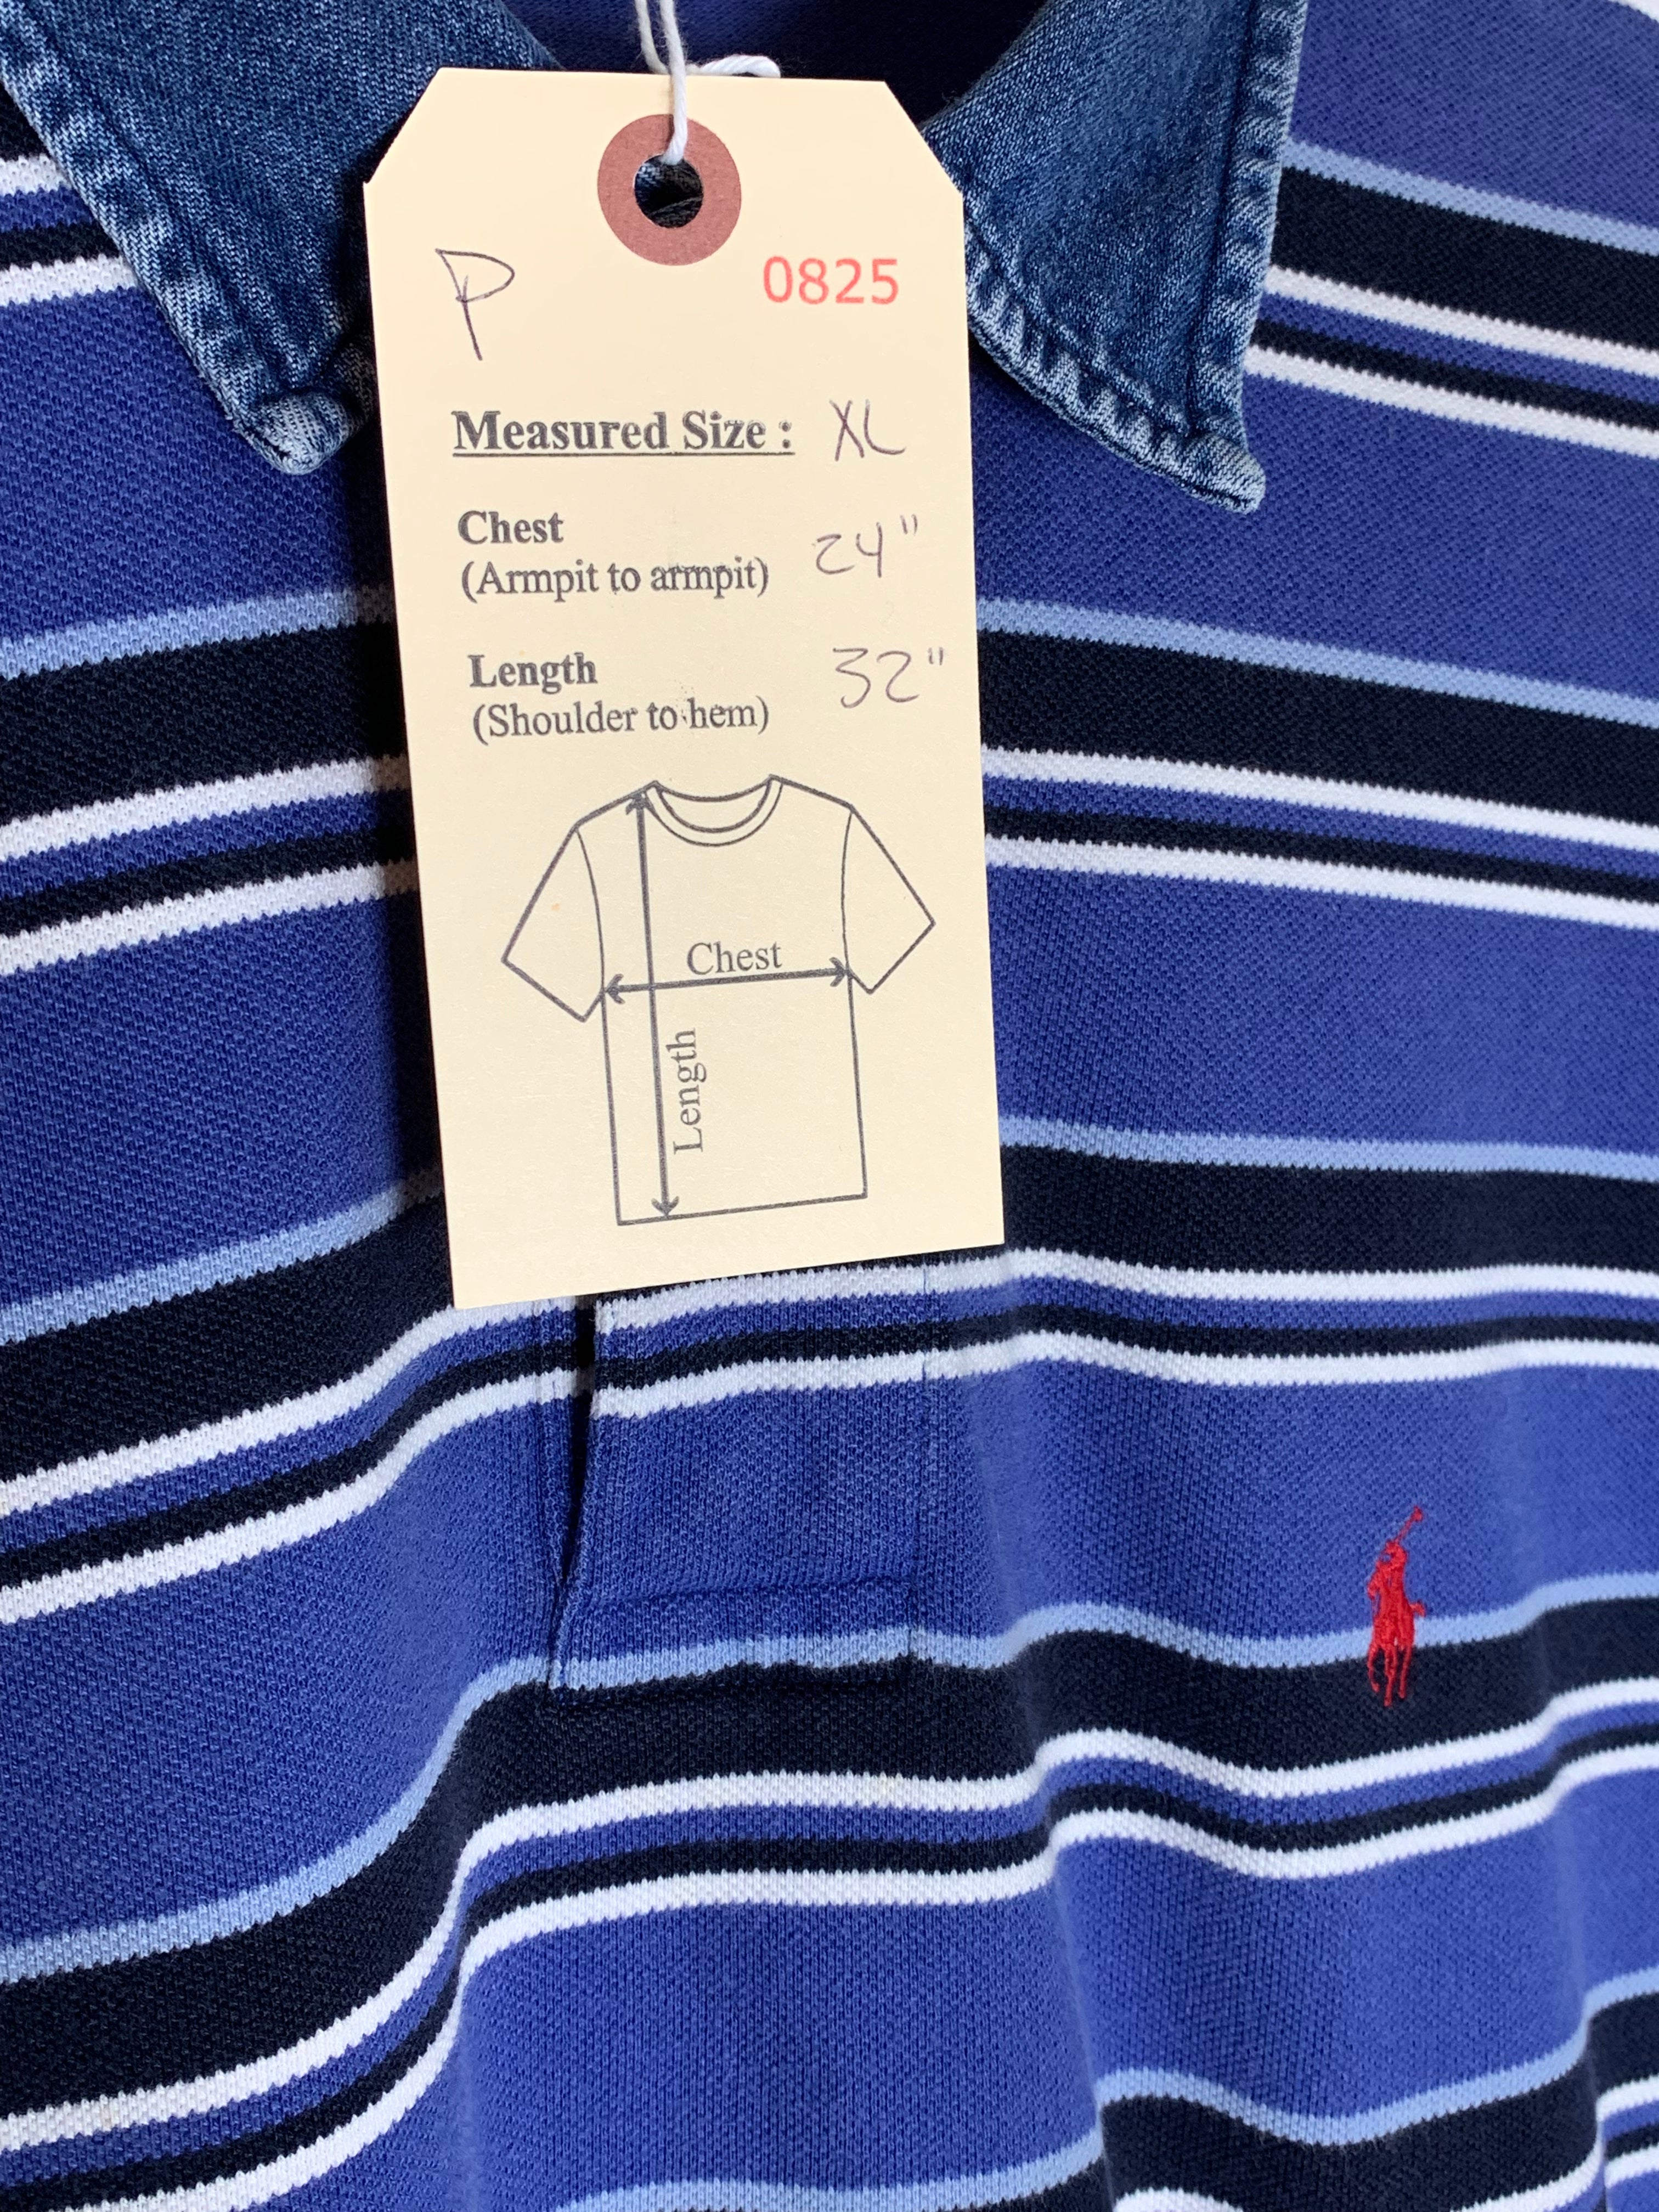 P 0825
Measured Size : XL
Chest
(Armpit to armpit) 24"
Length
(Shoulder to hem) 32"
Chest
Length